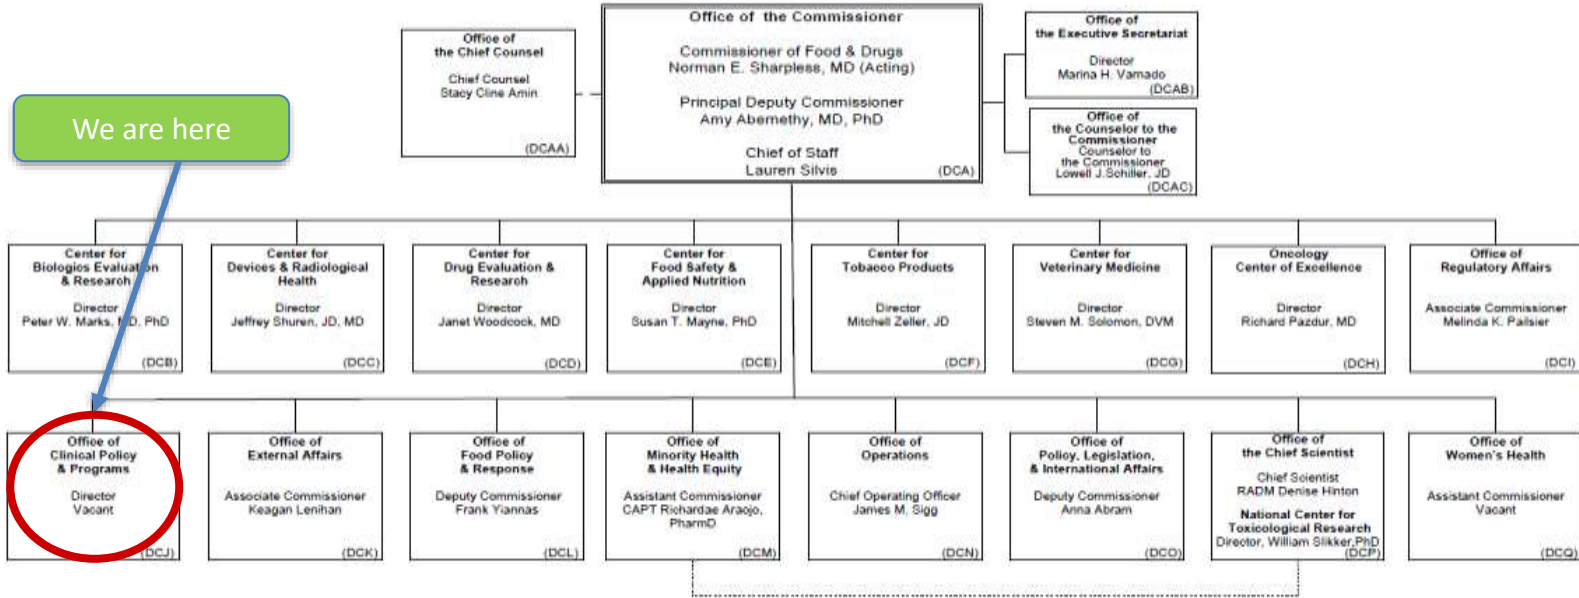 Office of the Commissioner
Commissioner of Food & Drugs
Norman E. Sharpless, MD (Acting)
Principal Deputy Commissioner
Amy Abernethy, MD, PhD
Chief of Staff
Lauren Silvis
(DCA)
Office of
the Chief Counsel
Chief Counsel
Stacy Cline Amin
(DCAA)
Office of
the Executive Secretariat
Director
Marina H. Vamado
(DCAB)
Office of
the Counselor to the
Commissioner
Counselor to
the Commissioner
Lowell J.Schiller, JD
(DCAC)
We are here
Center for
Biologics Evaluation
& Research
Director
Peter W. Marks, MD, PhD
(DCB)
Center for
Devices & Radiological
Health
Director
Jeffrey Shuren, JD, MD
(DCC)
Center for
Drug Evaluation &
Research
Director
Janet Woodcock, MD
(DCD)
Center for
Food Safety &
Applied Nutrition
Director
Susan T. Mayne, PhD
(DCE)
Center for
Tobacco Products
Director
Mitchell Zeller, JD
(DCF)
Center for
Veterinary Medicine
Director
Steven M. Solomon, DVM
(DCG)
Oncology
Center of Excellence
Director
Richard Pazdur, MD
(DCH)
Office of
Regulatory Affairs
Associate Commissioner
Melinda K. Pailsier
(DCI)
Office of
Clinical Policy
& Programs
Director
Vacant
(DCJ)
Office of
External Affairs
Associate Commissioner
Keagan Lenihan
(DCK)
Office of
Food Policy
& Response
Deputy Commissioner
Frank Yiannas
(DCL)
Office of
Minority Health
& Health Equity
Assistant Commissioner
CAPT Richardae Araojo,
PharmD
(DCM)
Office of
Operations
Chief Operating Officer
James M. Sigg
(DCN)
Office of
Policy, Legislation,
& International Affairs
Deputy Commissioner
Anna Abram
(DCO)
Office of
the Chief Scientist
Chief Scientist
RADM Denise Hinton
National Center for
Toxicological Research
Director, William Slikker,PhD
(DCP)
Office of
Women's Health
Assistant Commissioner
Vacant
(DCQ)